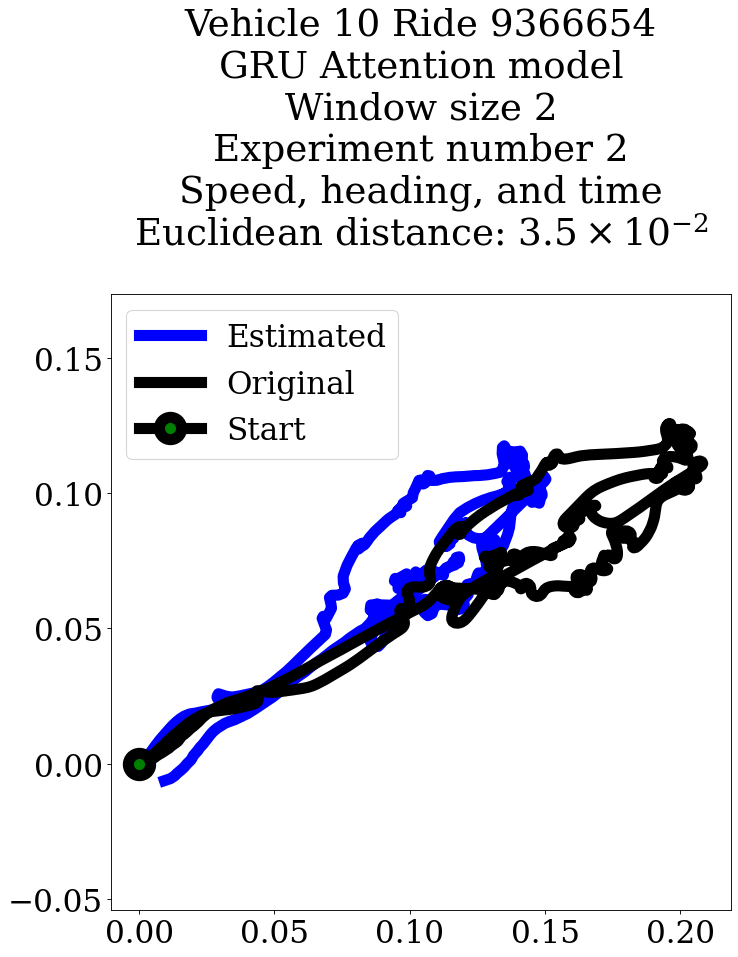 Vehicle 10 Ride 9366654
GRU Attention model
Window size 2
Experiment number 2
Speed, heading, and time
Euclidean distance: 3.5 × 10⁻²
Estimated
Original
Start
0.15
0.10
0.05
0.00
−0.05
0.00 0.05 0.10 0.15 0.20